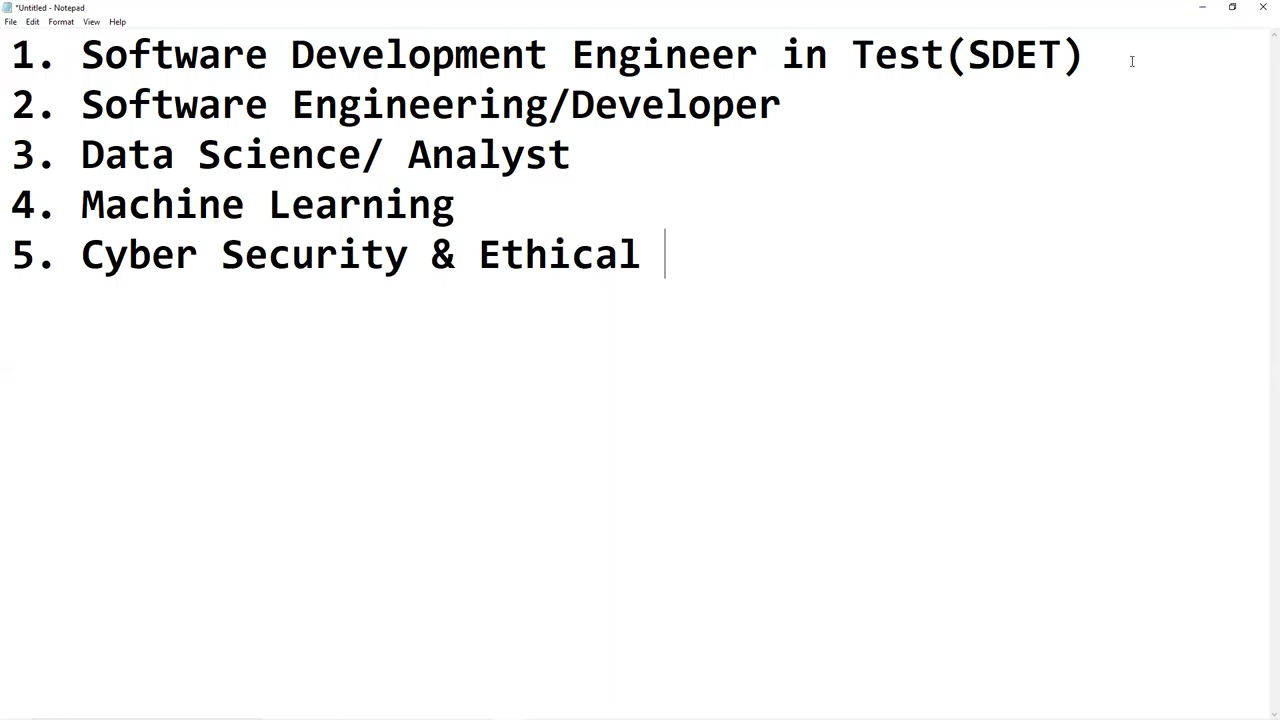 *Untitled - Notepad
File Edit Format View Help
1. Software Development Engineer in Test(SDET)
2. Software Engineering/Developer
3. Data Science/ Analyst
4. Machine Learning
5. Cyber Security & Ethical